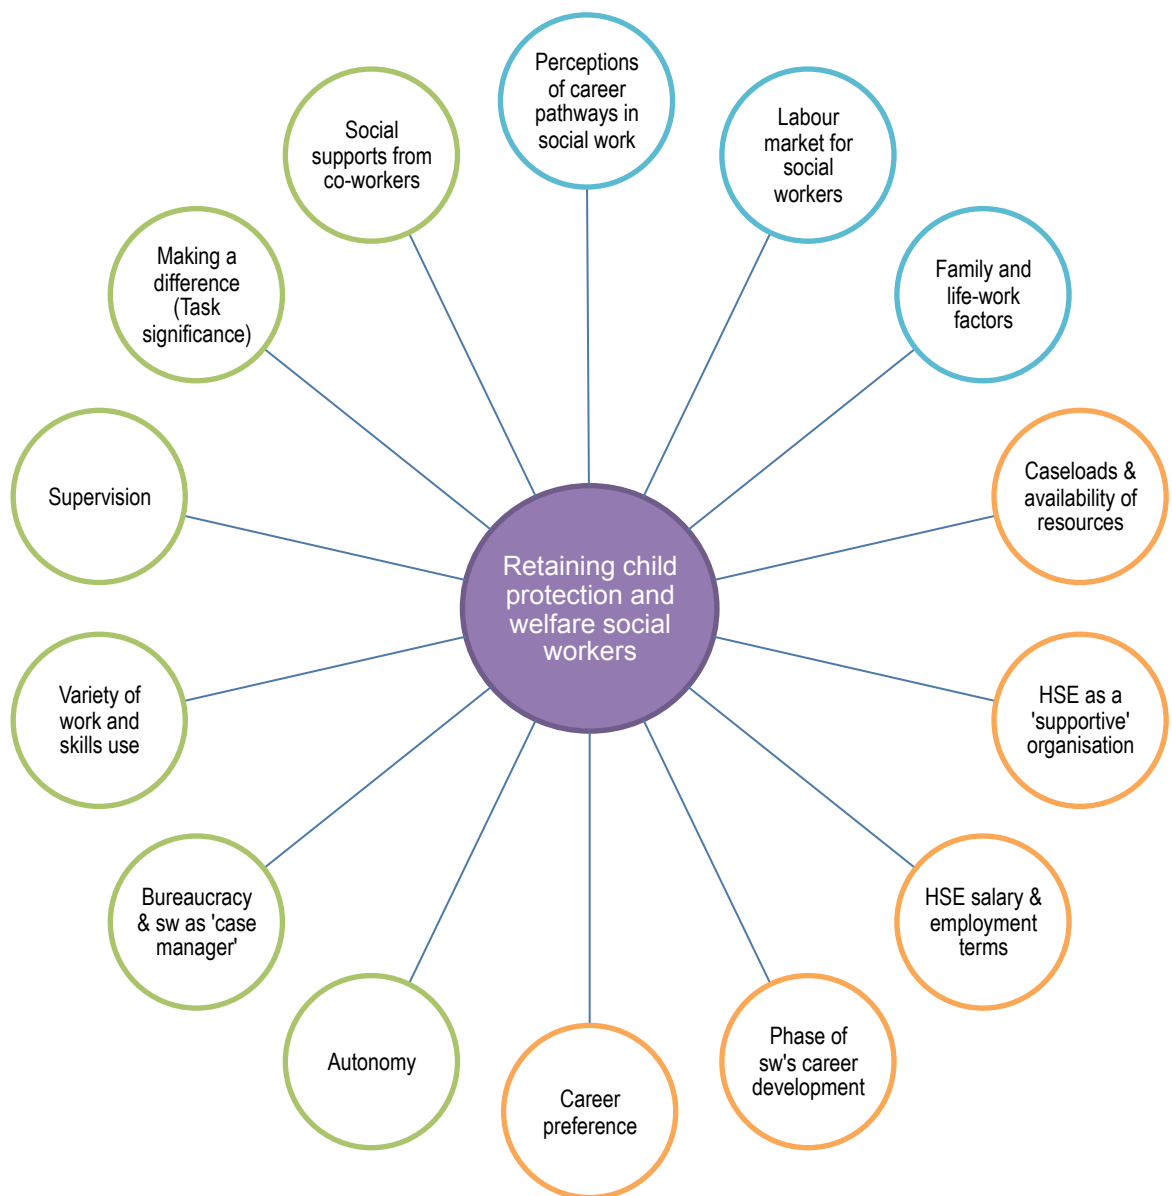 Perceptions
of career
pathways in
social work
Labour
market for
social
workers
Family and
life-work
factors
Caseloads &
availability of
resources
HSE as a
'supportive'
organisation
HSE salary &
employment
terms
Phase of
sw's career
development
Career
preference
Autonomy
Bureaucracy
& sw as 'case
manager'
Variety of
work and
skills use
Supervision
Making a
difference
(Task
significance)
Social
supports from
co-workers
Retaining child
protection and
welfare social
workers